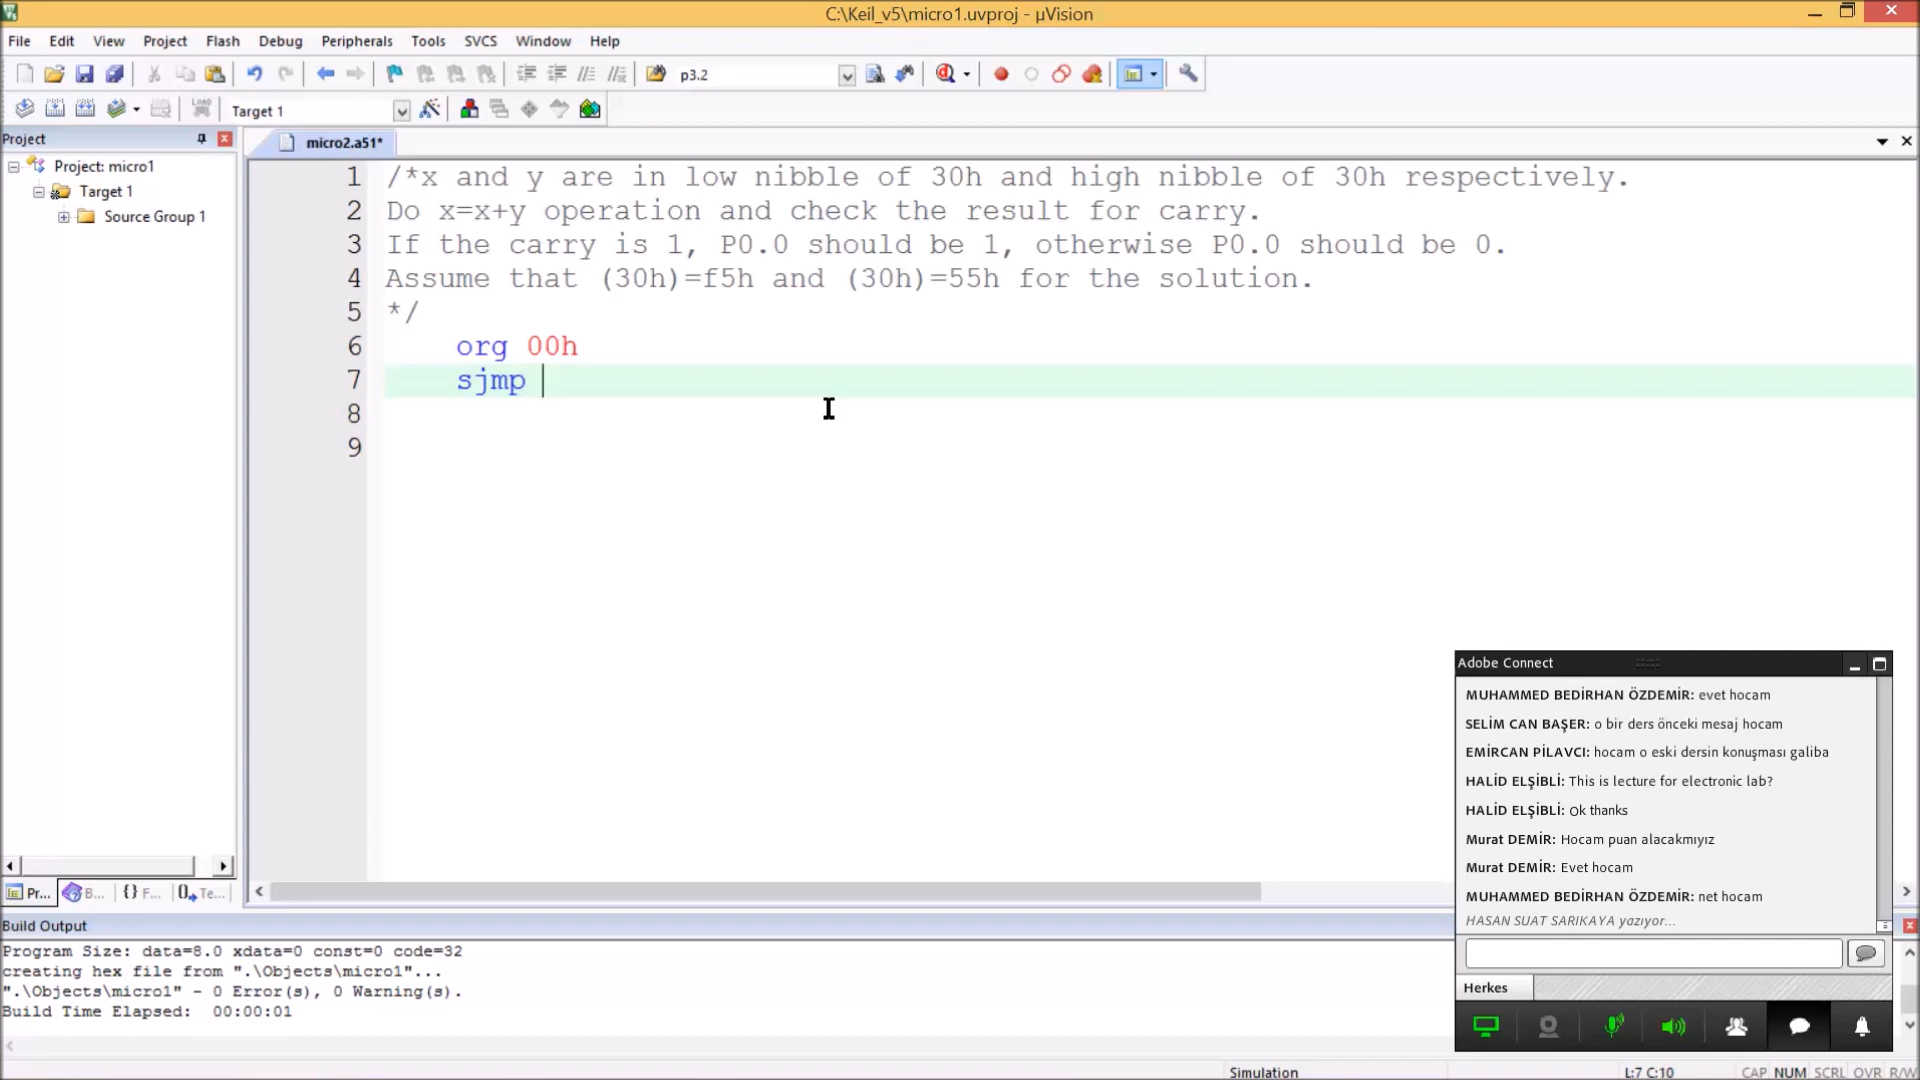 C:\Keil_v5\micro1.uvproj - µVision
File Edit View Project Flash Debug Peripherals Tools SVCS Window Help
p3.2
LOAD Target 1
Project
micro2.a51*
Project: micro1
Target 1
Source Group 1
1 /*x and y are in low nibble of 30h and high nibble of 30h respectively.
2 Do x=x+y operation and check the result for carry.
3 If the carry is 1, P0.0 should be 1, otherwise P0.0 should be 0.
4 Assume that (30h)=f5h and (30h)=55h for the solution.
5 */
6 org 00h
7 sjmp
8
9
Pr... B... {} F... Te...
Build Output
Program Size: data=8.0 xdata=0 const=0 code=32
creating hex file from ".\Objects\micro1"...
".\Objects\micro1" - 0 Error(s), 0 Warning(s).
Build Time Elapsed: 00:00:01
Adobe Connect
MUHAMMED BEDİRHAN ÖZDEMİR: evet hocam
SELİM CAN BAŞER: o bir ders önceki mesaj hocam
EMİRCAN PİLAVCI: hocam o eski dersin konuşması galiba
HALİD ELŞİBLİ: This is lecture for electronic lab?
HALİD ELŞİBLİ: Ok thanks
Murat DEMİR: Hocam puan alacakmıyız
Murat DEMİR: Evet hocam
MUHAMMED BEDİRHAN ÖZDEMİR: net hocam
HASAN SUAT SARIKAYA yazıyor...
Herkes
Simulation L:7 C:10 CAP NUM SCRL OVR R/W